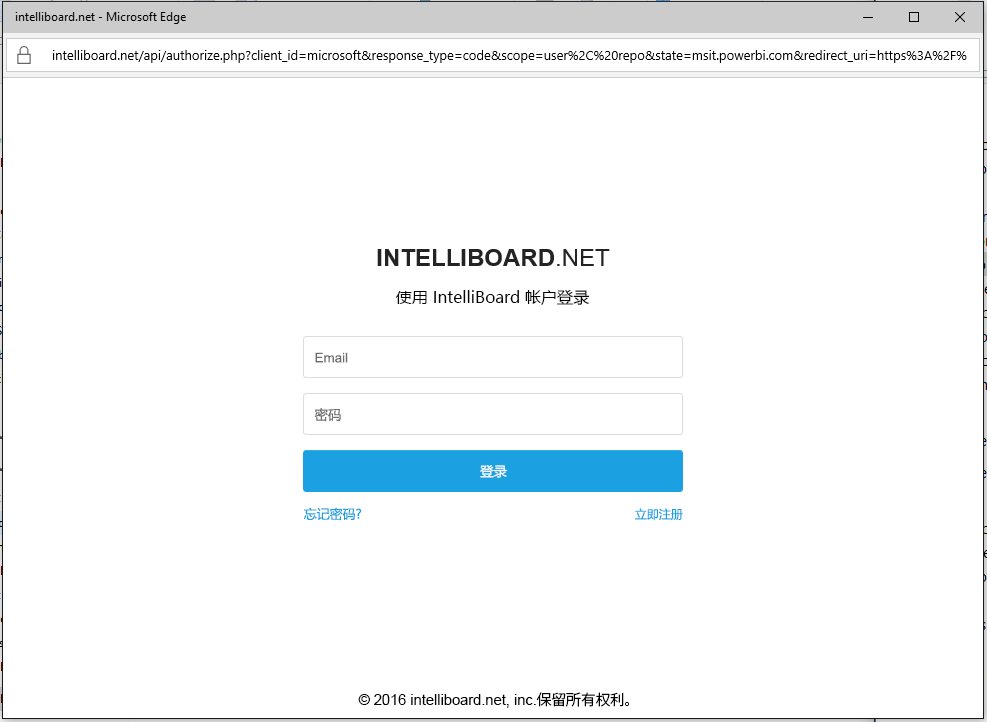 intelliboard.net - Microsoft Edge
intelliboard.net/api/authorize.php?client_id=microsoft&response_type=code&scope=user%2C%20repo&state=msit.powerbi.com&redirect_uri=https%3A%2F%
INTELLIBOARD.NET
使用 IntelliBoard 帐户登录
Email
密码
登录
忘记密码?
立即注册
© 2016 intelliboard.net, inc.保留所有权利。